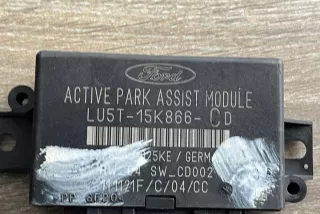 Ford
ACTIVE PARK ASSIST MODULE
LU5T-15K866-CD
25KE/GERM
SW_CD002
111121F/C/04/CC